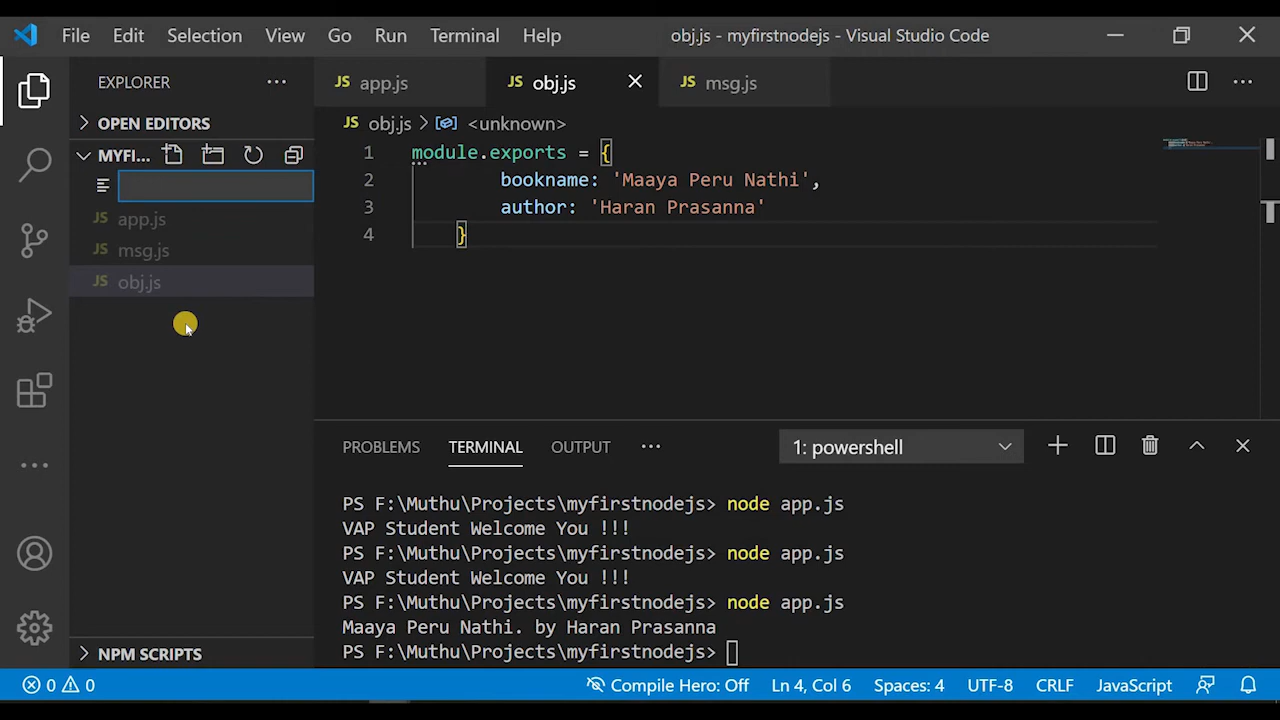 File Edit Selection View Go Run Terminal Help obj.js - myfirstnodejs - Visual Studio Code
EXPLORER
OPEN EDITORS
MYFI...
JS app.js
JS msg.js
JS obj.js
NPM SCRIPTS
JS app.js JS obj.js JS msg.js
JS obj.js > <unknown>
1 module.exports = {
2 bookname: 'Maaya Peru Nathi',
3 author: 'Haran Prasanna'
4 }
PROBLEMS TERMINAL OUTPUT ... 1: powershell
PS F:\Muthu\Projects\myfirstnodejs> node app.js
VAP Student Welcome You !!!
PS F:\Muthu\Projects\myfirstnodejs> node app.js
VAP Student Welcome You !!!
PS F:\Muthu\Projects\myfirstnodejs> node app.js
Maaya Peru Nathi. by Haran Prasanna
PS F:\Muthu\Projects\myfirstnodejs>
0 0 Compile Hero: Off Ln 4, Col 6 Spaces: 4 UTF-8 CRLF JavaScript